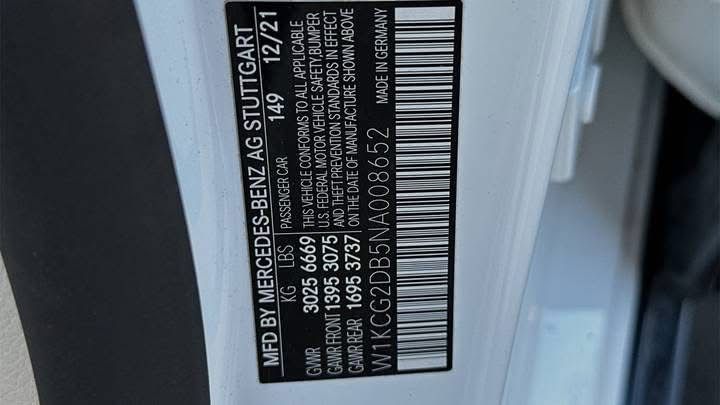 MFD BY MERCEDES-BENZ AG STUTTGART
149 12/21
KG LBS PASSENGER CAR
GVWR 3025 6669 THIS VEHICLE CONFORMS TO ALL APPLICABLE
U.S. FEDERAL MOTOR VEHICLE SAFETY,BUMPER
GAWR FRONT 1395 3075 AND THEFT PREVENTION STANDARDS IN EFFECT
GAWR REAR 1695 3737 ON THE DATE OF MANUFACTURE SHOWN ABOVE
W1KCG2DB5NA008652 MADE IN GERMANY